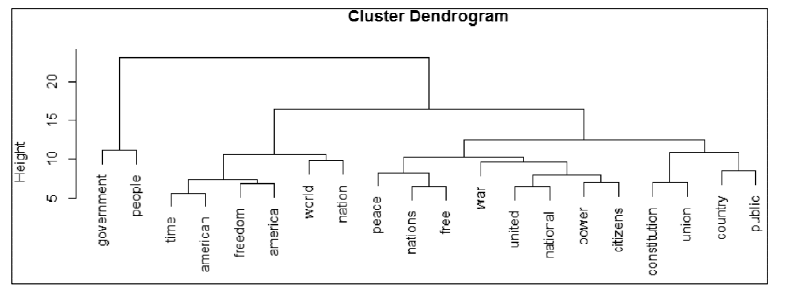 Cluster Dendrogram
Height
20
15
10
5
government
people
time
american
freedom
america
world
nation
peace
nations
free
war
united
national
power
citizens
constitution
union
country
public